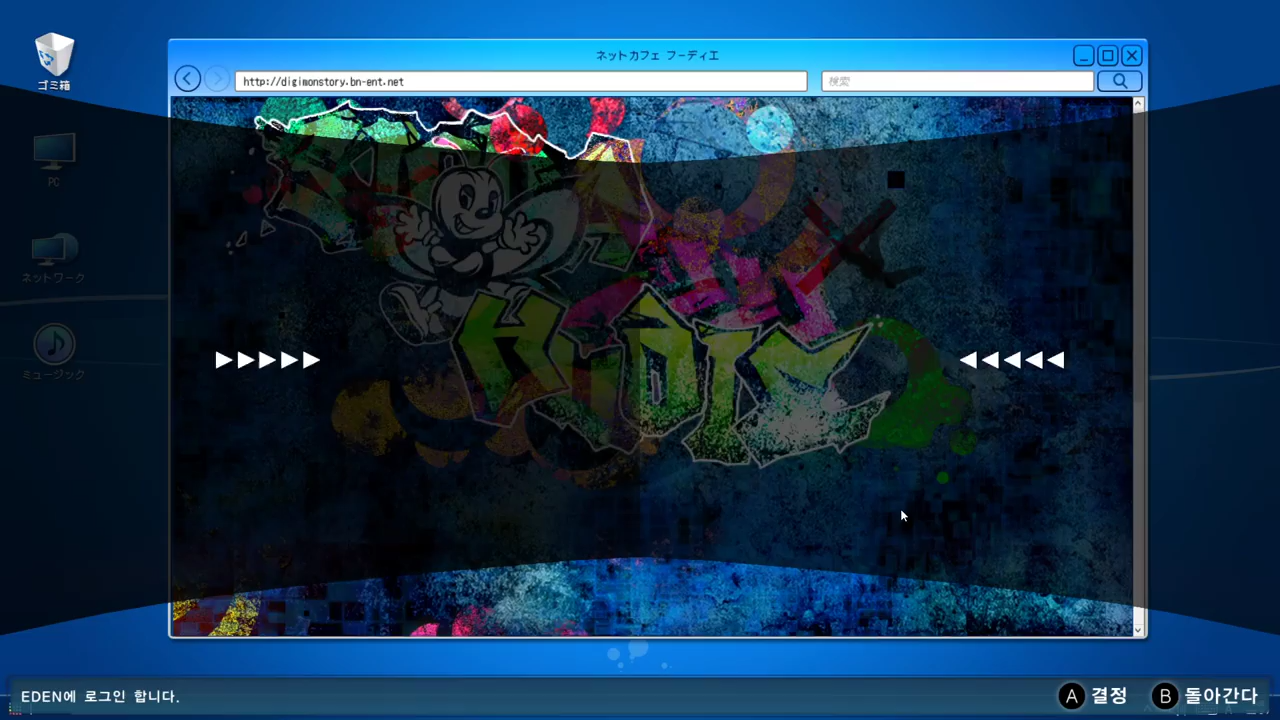 ネットカフェ フーディエ
http://digimonstory.bn-ent.net
検索
ゴミ箱
PC
ネットワーク
ミュージック
HUDIE
EDEN에 로그인 합니다.
A 결정 B 돌아간다